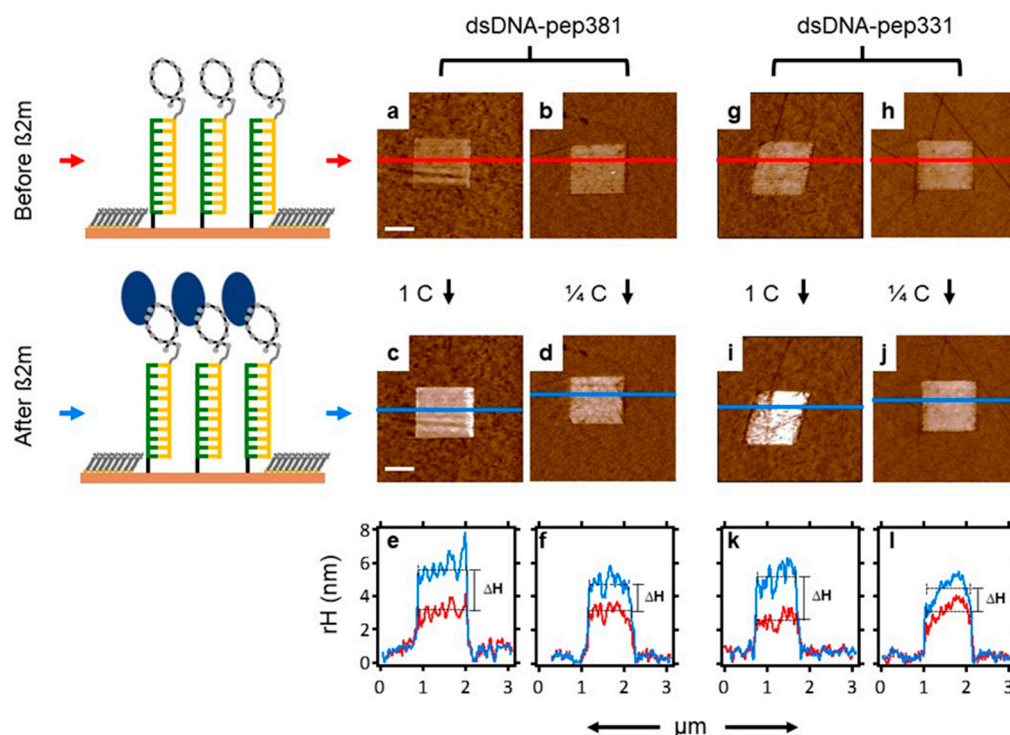 dsDNA-pep381
dsDNA-pep331
Before ß2m
a
b
g
h
1 C
¼ C
1 C
¼ C
After ß2m
c
d
i
j
rH (nm)
8
6
4
2
0
e
ΔH
f
ΔH
k
ΔH
l
ΔH
0 1 2 3
0 1 2 3
0 1 2 3
0 1 2 3
µm